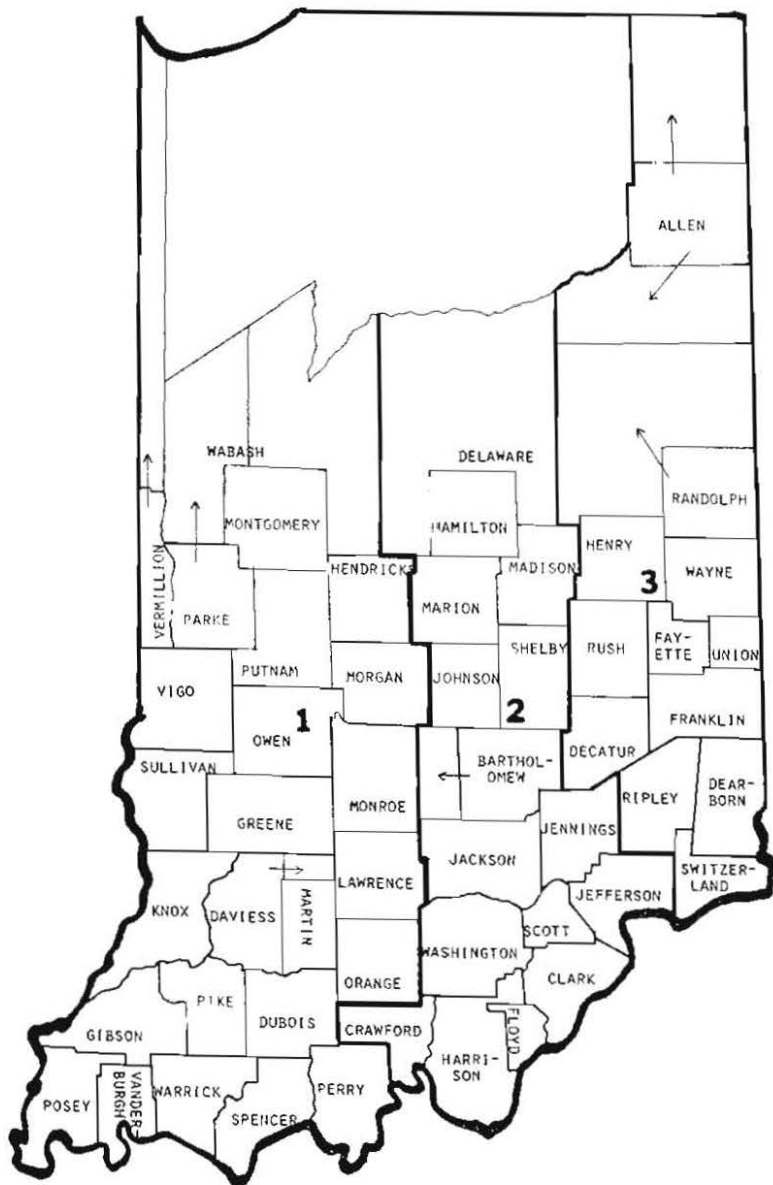 ALLEN
WABASH
DELAWARE
RANDOLPH
MONTGOMERY
HAMILTON
HENRY
MADISON
HENDRICKS
3
WAYNE
VERMILLION
PARKE
MARION
FAY-
ETTE
UNION
SHELBY
RUSH
PUTNAM
MORGAN
JOHNSON
VIGO
1
2
FRANKLIN
OWEN
DECATUR
BARTHOL-
OMEW
SULLIVAN
DEAR-
BORN
RIPLEY
MONROE
GREENE
JENNINGS
JACKSON
SWITZER-
LAND
LAWRENCE
JEFFERSON
KNOX
DAVIESS
MARTIN
SCOTT
WASHINGTON
CLARK
ORANGE
PIKE
DUBOIS
CRAWFORD
FLOYD
GIBSON
HARRI-
SON
POSEY
VANDER-
BURGH
WARRICK
PERRY
SPENCER